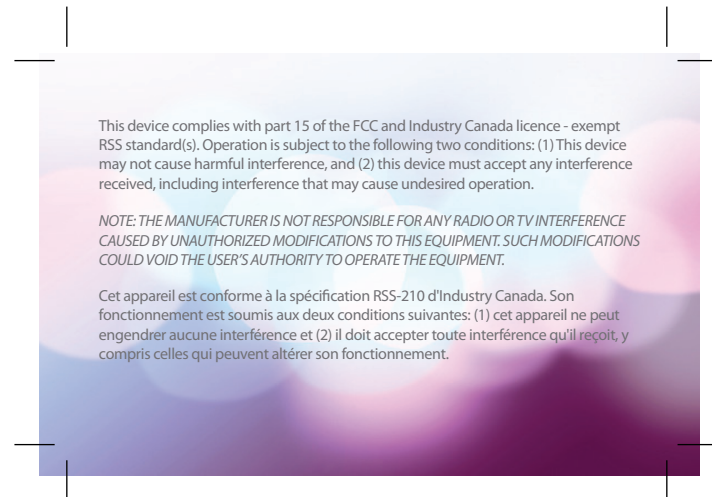 This device complies with part 15 of the FCC and Industry Canada licence - exempt
RSS standard(s). Operation is subject to the following two conditions: (1) This device
may not cause harmful interference, and (2) this device must accept any interference
received, including interference that may cause undesired operation.
NOTE: THE MANUFACTURER IS NOT RESPONSIBLE FOR ANY RADIO OR TV INTERFERENCE
CAUSED BY UNAUTHORIZED MODIFICATIONS TO THIS EQUIPMENT. SUCH MODIFICATIONS
COULD VOID THE USER'S AUTHORITY TO OPERATE THE EQUIPMENT.
Cet appareil est conforme à la spécification RSS-210 d'Industry Canada. Son
fonctionnement est soumis aux deux conditions suivantes: (1) cet appareil ne peut
engendrer aucune interférence et (2) il doit accepter toute interférence qu'il reçoit, y
compris celles qui peuvent altérer son fonctionnement.